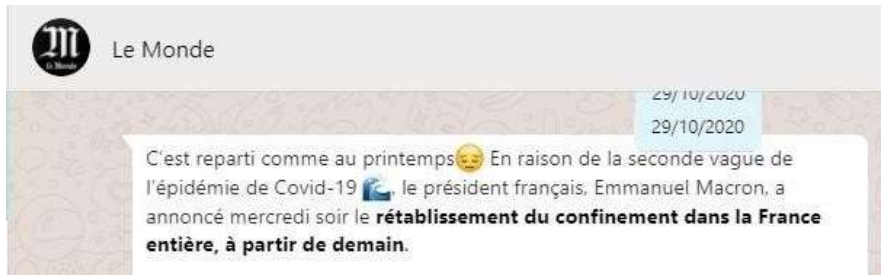 Le Monde
29/10/2020
29/10/2020
C'est reparti comme au printemps😔 En raison de la seconde vague de
l'épidémie de Covid-19 🌊, le président français, Emmanuel Macron, a
annoncé mercredi soir le rétablissement du confinement dans la France
entière, à partir de demain.